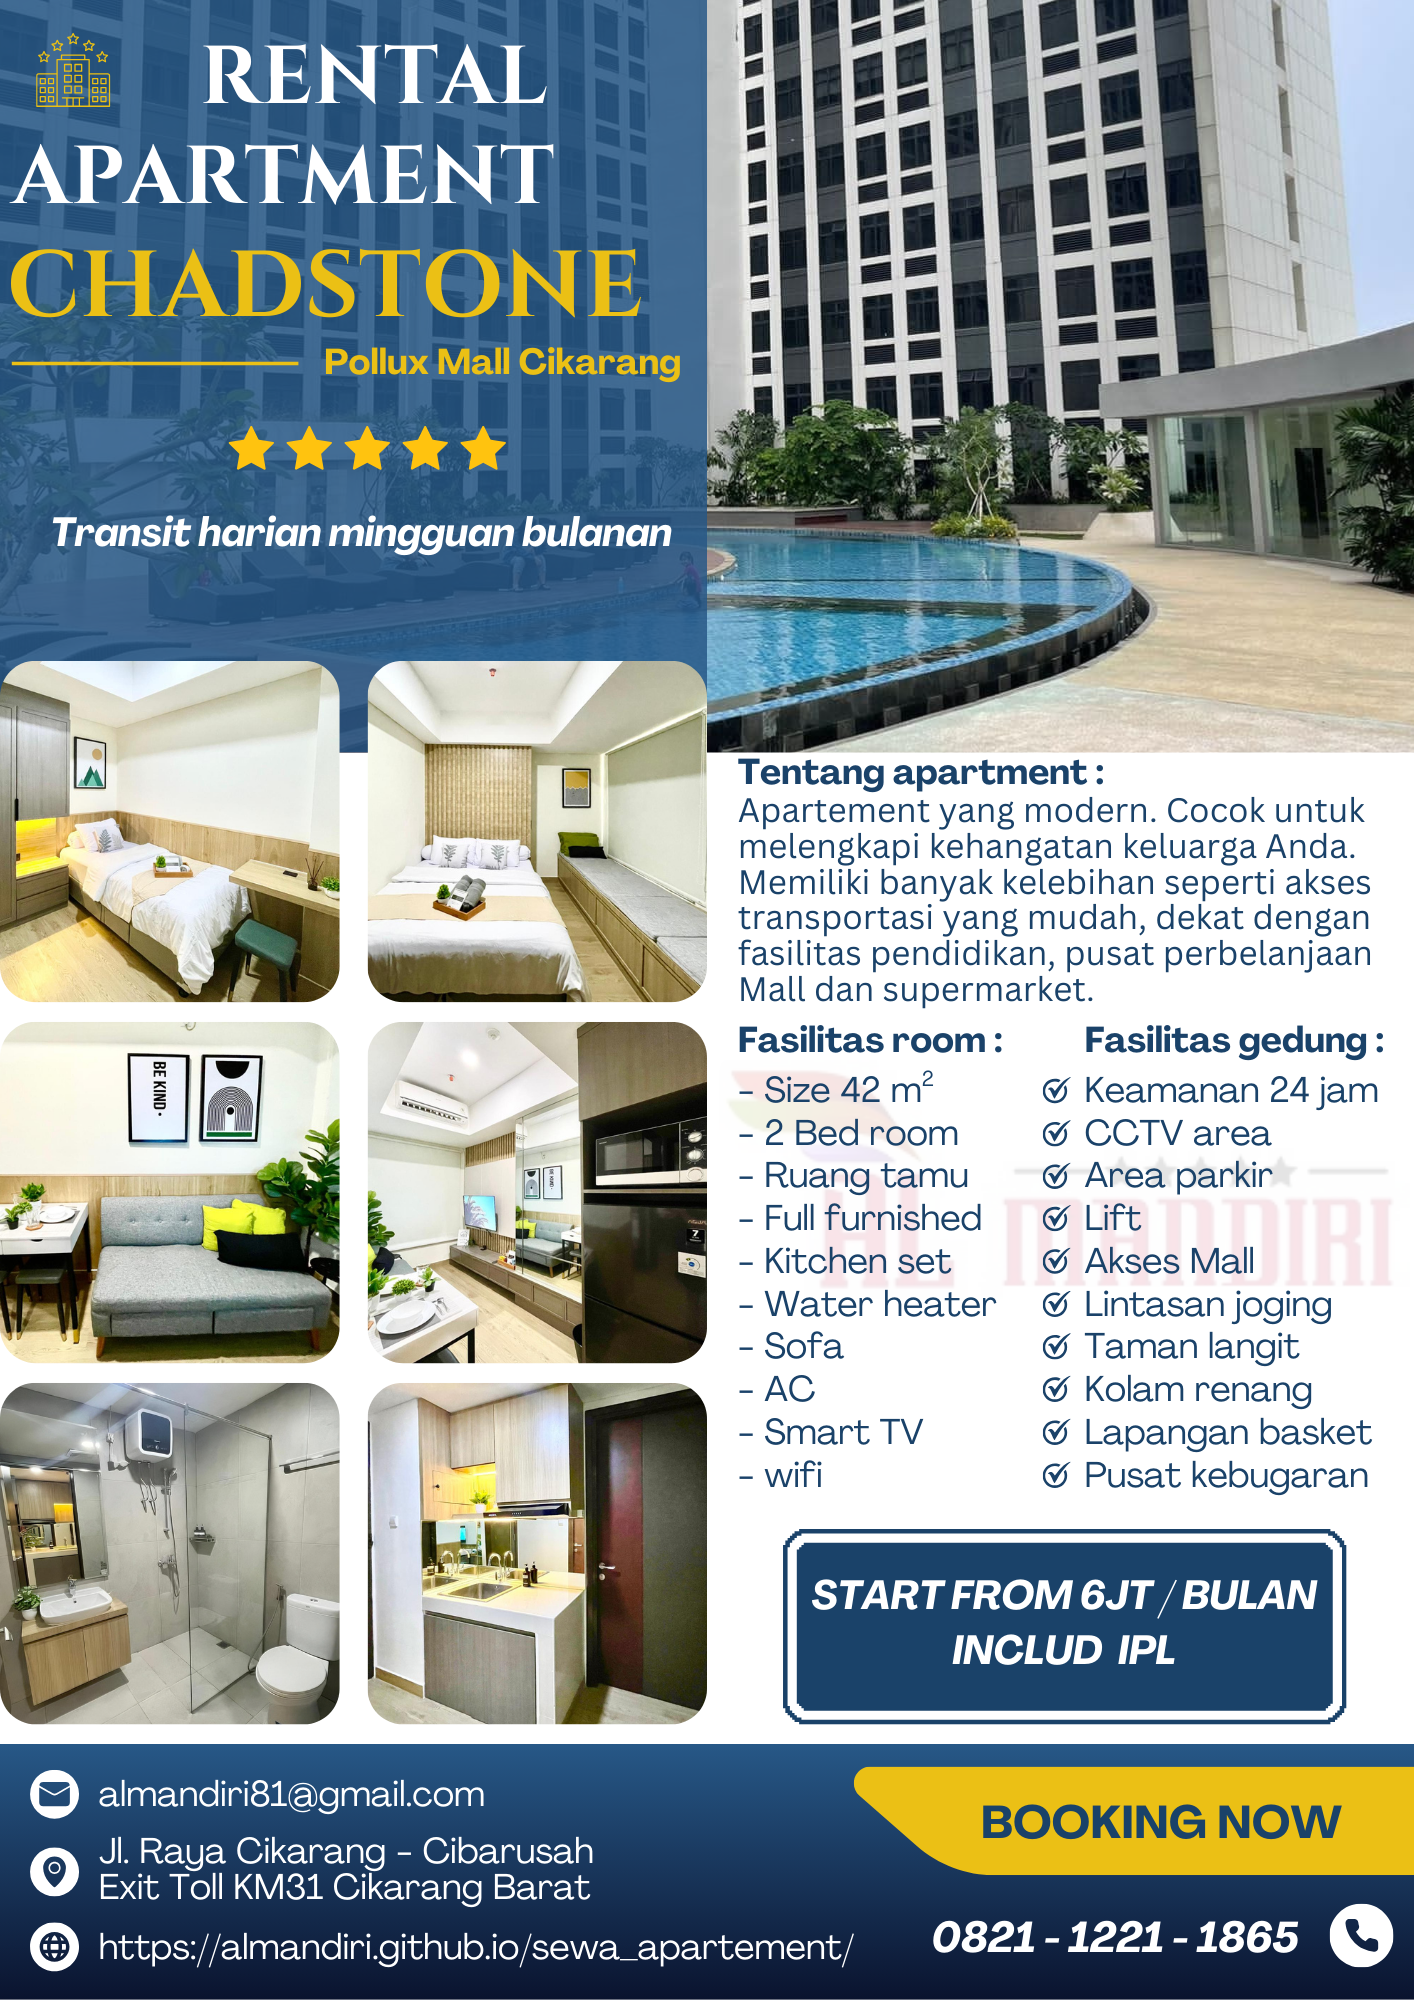 RENTAL
APARTMENT
CHADSTONE
Pollux Mall Cikarang
Transit harian mingguan bulanan
BE KIND.
BE KIND.
Tentang apartment :
Apartement yang modern. Cocok untuk
melengkapi kehangatan keluarga Anda.
Memiliki banyak kelebihan seperti akses
transportasi yang mudah, dekat dengan
fasilitas pendidikan, pusat perbelanjaan
Mall dan supermarket.
Fasilitas room :
- Size 42 m²
- 2 Bed room
- Ruang tamu
- Full furnished
- Kitchen set
- Water heater
- Sofa
- AC
- Smart TV
- wifi
Fasilitas gedung :
Keamanan 24 jam
CCTV area
Area parkir
Lift
Akses Mall
Lintasan joging
Taman langit
Kolam renang
Lapangan basket
Pusat kebugaran
AL MANDIRI
START FROM 6JT / BULAN
INCLUD IPL
almandiri81@gmail.com
Jl. Raya Cikarang - Cibarusah
Exit Toll KM31 Cikarang Barat
https://almandiri.github.io/sewa_apartement/
BOOKING NOW
0821 - 1221 - 1865